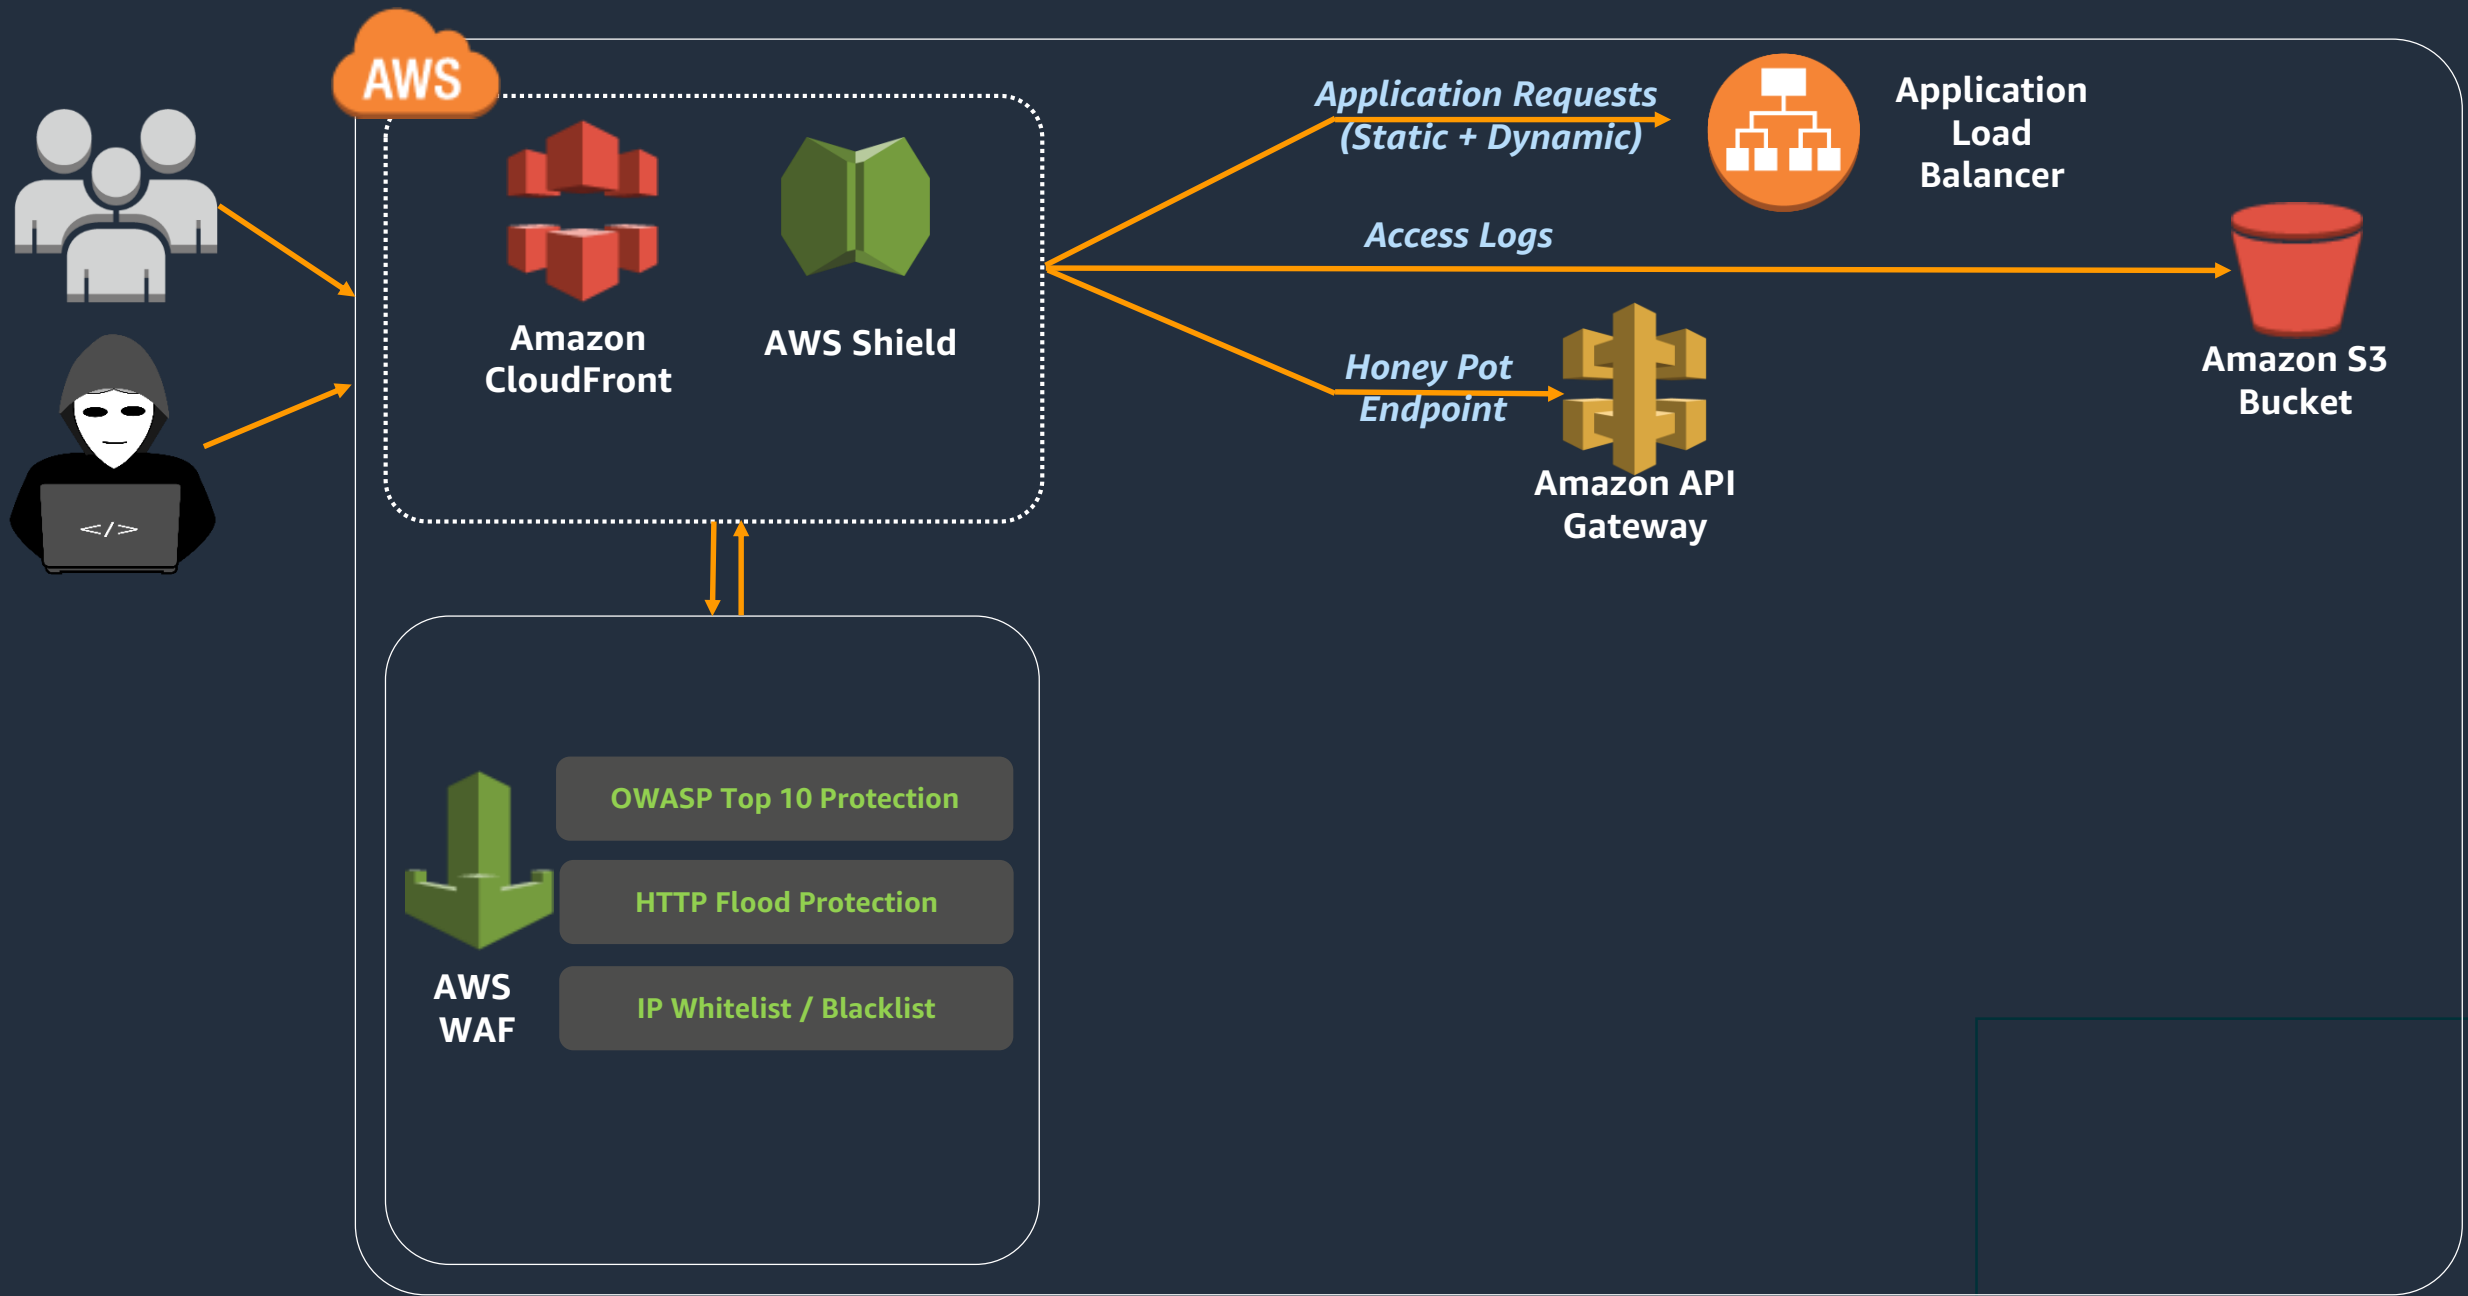 AWS
Application Requests
(Static + Dynamic)
Application
Load
Balancer
Access Logs
Amazon
CloudFront
AWS Shield
Honey Pot
Endpoint
Amazon S3
Bucket
Amazon API
Gateway
</>
OWASP Top 10 Protection
HTTP Flood Protection
IP Whitelist / Blacklist
AWS
WAF